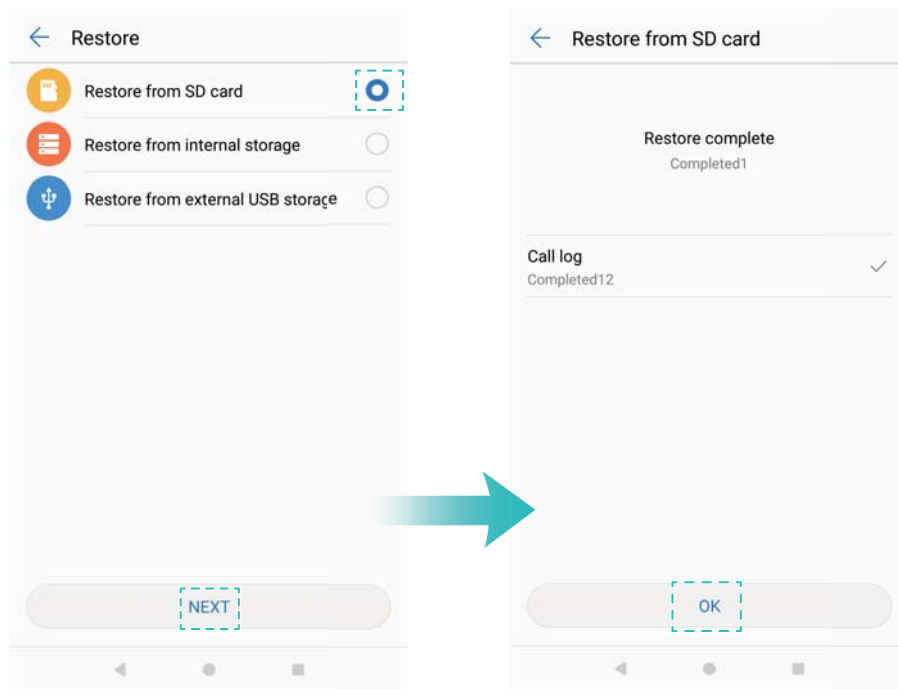 Restore
Restore from SD card
Restore from internal storage
Restore from external USB storage
NEXT
Restore from SD card
Restore complete
Completed1
Call log
Completed12
OK